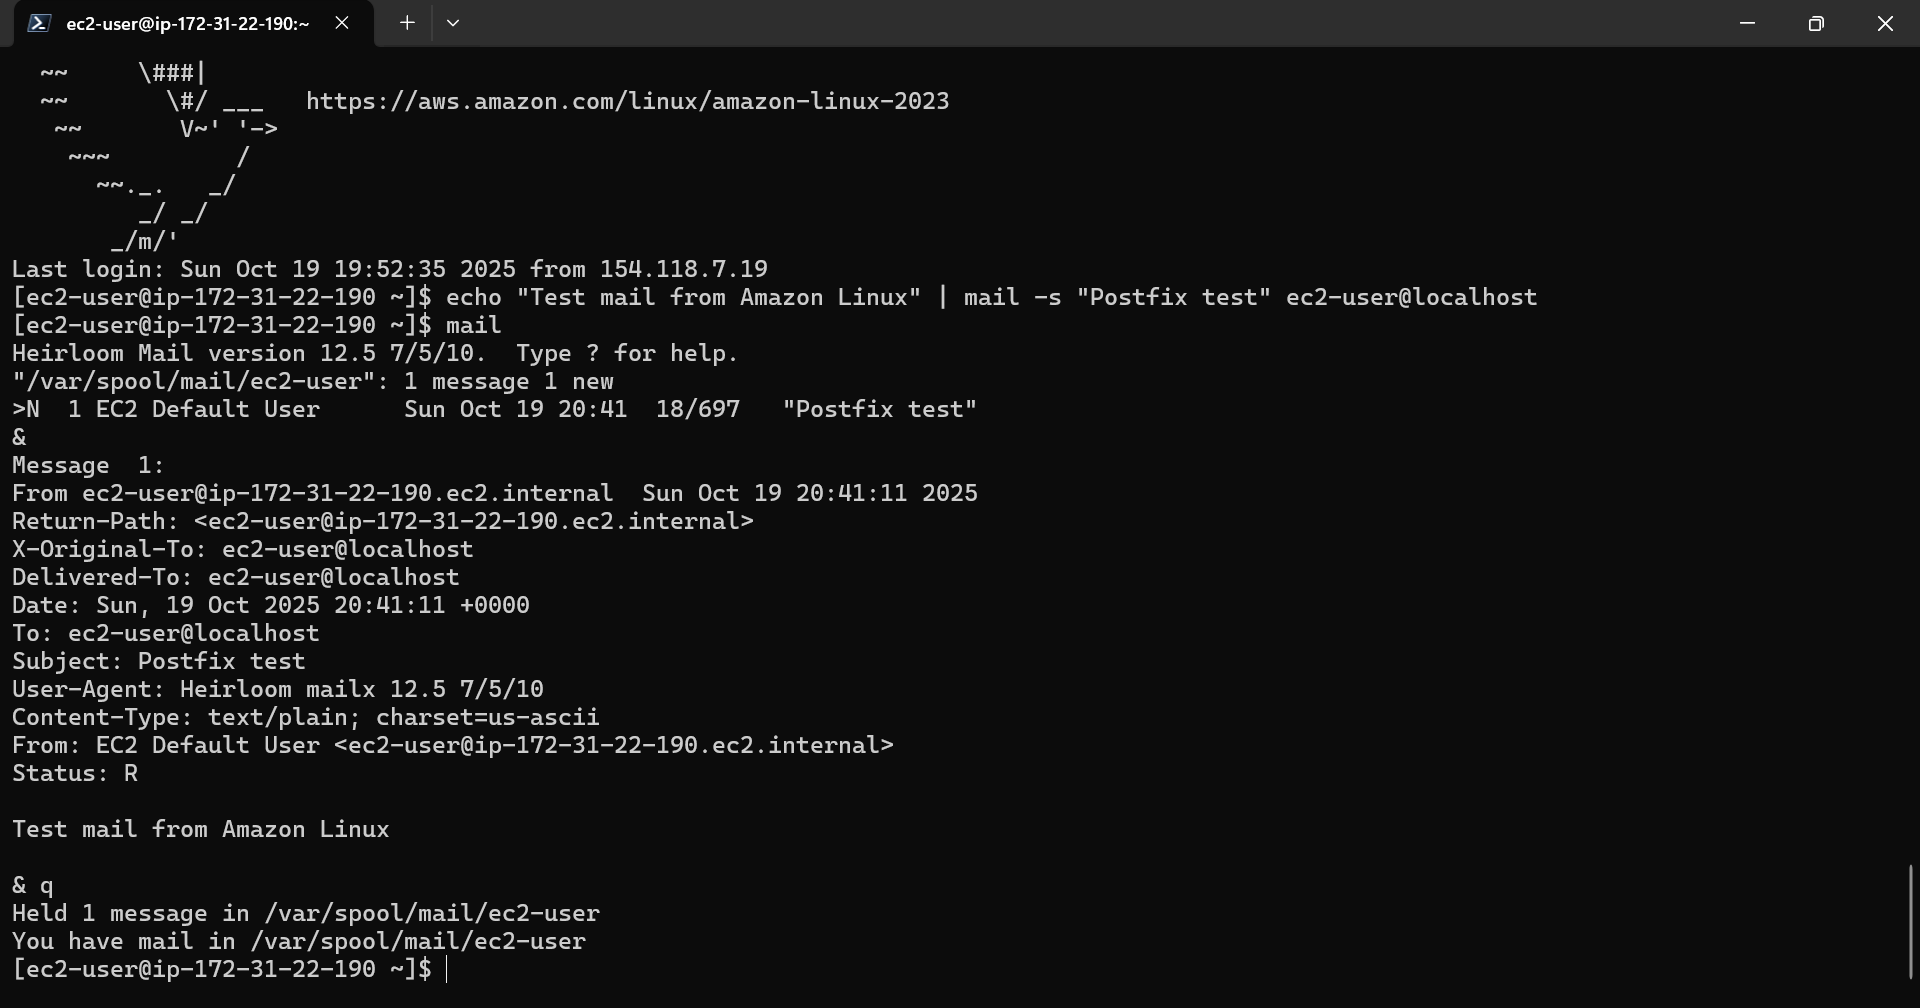 ec2-user@ip-172-31-22-190:~
   ~~     \###|
   ~~       \#/ ___   https://aws.amazon.com/linux/amazon-linux-2023
    ~~       V~' '->
     ~~~         /
       ~~._.   _/
          _/ _/
        _/m/'
Last login: Sun Oct 19 19:52:35 2025 from 154.118.7.19
[ec2-user@ip-172-31-22-190 ~]$ echo "Test mail from Amazon Linux" | mail -s "Postfix test" ec2-user@localhost
[ec2-user@ip-172-31-22-190 ~]$ mail
Heirloom Mail version 12.5 7/5/10.  Type ? for help.
"/var/spool/mail/ec2-user": 1 message 1 new
>N  1 EC2 Default User      Sun Oct 19 20:41  18/697   "Postfix test"
&
Message  1:
From ec2-user@ip-172-31-22-190.ec2.internal  Sun Oct 19 20:41:11 2025
Return-Path: <ec2-user@ip-172-31-22-190.ec2.internal>
X-Original-To: ec2-user@localhost
Delivered-To: ec2-user@localhost
Date: Sun, 19 Oct 2025 20:41:11 +0000
To: ec2-user@localhost
Subject: Postfix test
User-Agent: Heirloom mailx 12.5 7/5/10
Content-Type: text/plain; charset=us-ascii
From: EC2 Default User <ec2-user@ip-172-31-22-190.ec2.internal>
Status: R

Test mail from Amazon Linux

& q
Held 1 message in /var/spool/mail/ec2-user
You have mail in /var/spool/mail/ec2-user
[ec2-user@ip-172-31-22-190 ~]$